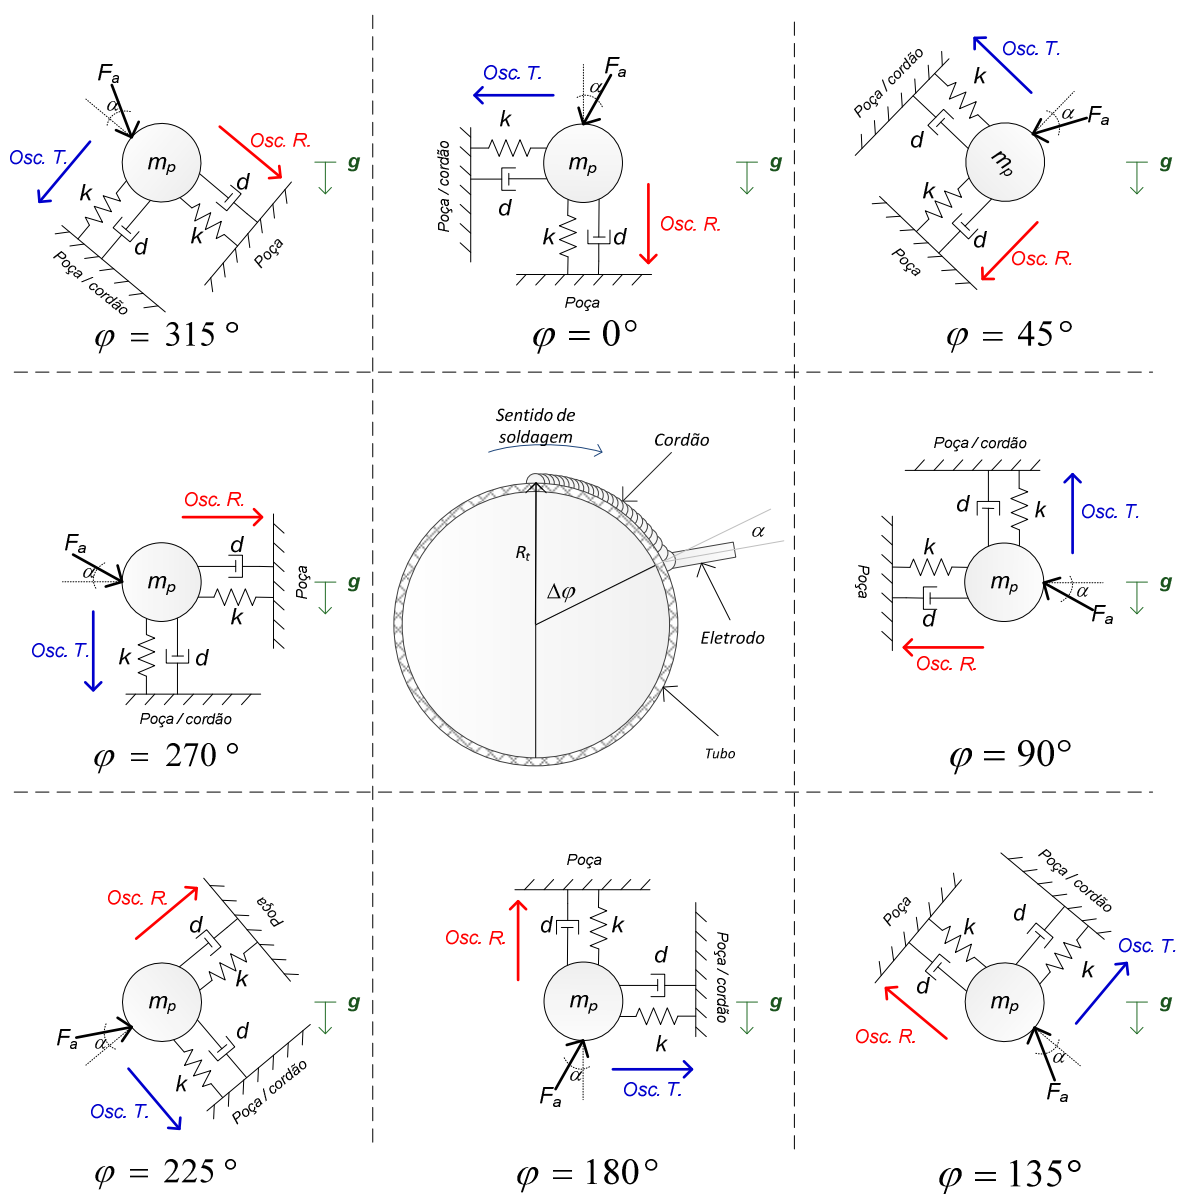 Fₐ
α
Osc. T.
Osc. R.
mₚ
g
k
d
d
k
Poça
Poça / cordão
φ = 315°
Osc. T.
Fₐ
α
k
mₚ
g
Poça / cordão
d
k
d
Osc. R.
Poça
φ = 0°
Osc. T.
Poça / cordão
k
α
Fₐ
d
mₚ
k
d
Poça
Osc. R.
φ = 45°
Osc. R.
Fₐ
α
mₚ
d
k
Poça
g
Osc. T.
k
d
Poça / cordão
φ = 270°
Sentido de
soldagem
Cordão
α
Rₜ
Δφ
Eletrodo
Tubo
Poça / cordão
d
k
Osc. T.
k
Poça
mₚ
d
α
Fₐ
g
Osc. R.
φ = 90°
Osc. R.
Poça
d
k
mₚ
g
Fₐ
α
k
d
Osc. T.
Poça / cordão
φ = 225°
Poça
d
k
Osc. R.
d
Poça / cordão
mₚ
g
k
α
Fₐ
Osc. T.
φ = 180°
Poça / cordão
Poça
d
k
k
Osc. T.
d
mₚ
g
Osc. R.
α
Fₐ
φ = 135°